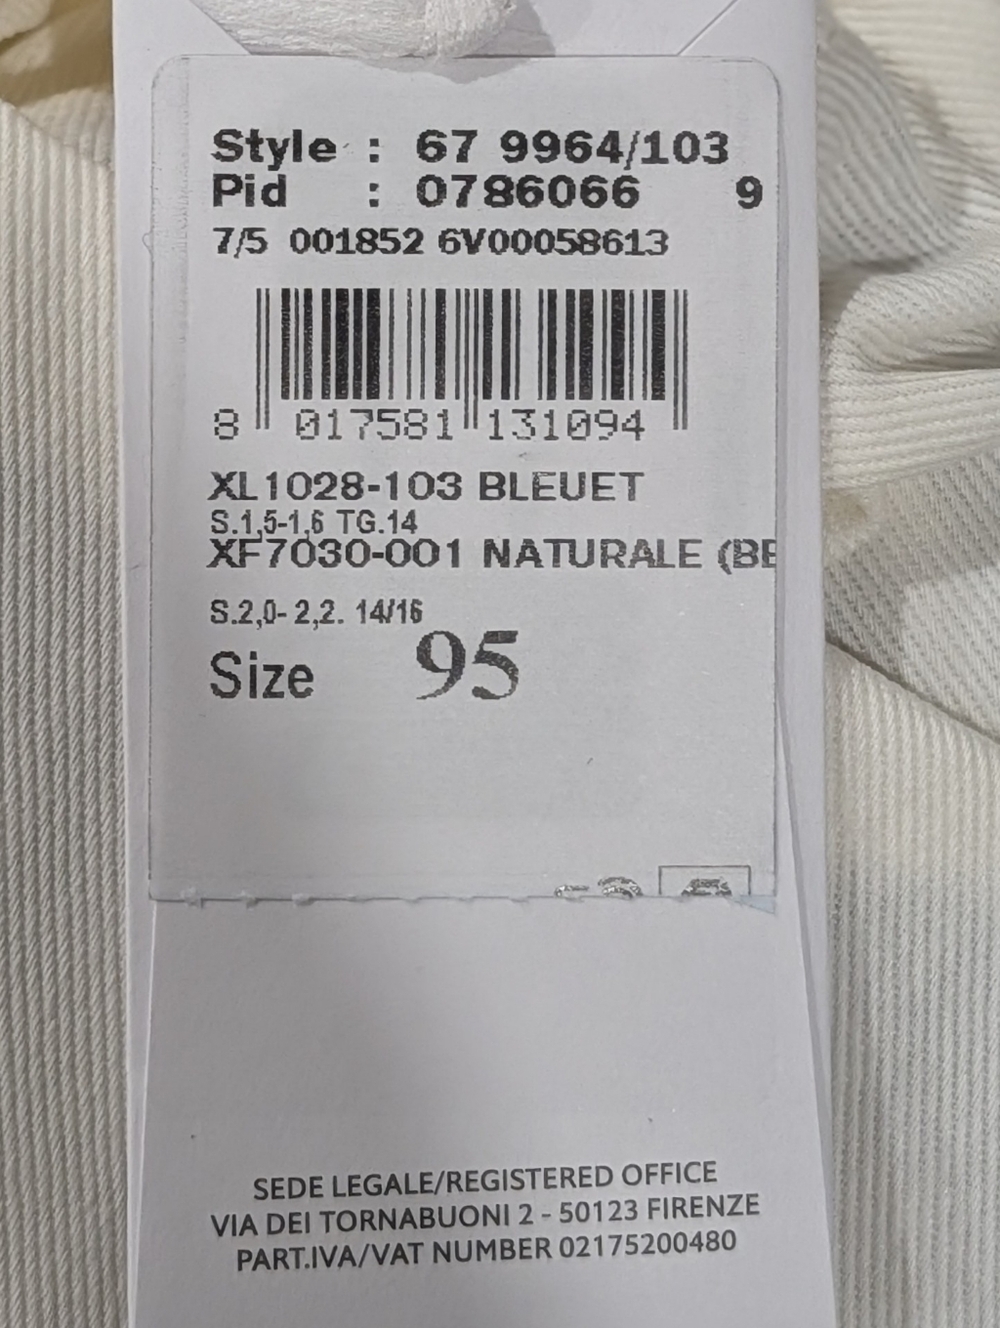 Style : 67 9964/103
Pid : 0786066 9
7/5 001852 6V00058613
8 017581 131094
XL1028-103 BLEUET
S.1,5-1,6 TG.14
XF7030-001 NATURALE (BE
S.2,0- 2,2. 14/16
Size 95
SEDE LEGALE/REGISTERED OFFICE
VIA DEI TORNABUONI 2 - 50123 FIRENZE
PART.IVA/VAT NUMBER 02175200480